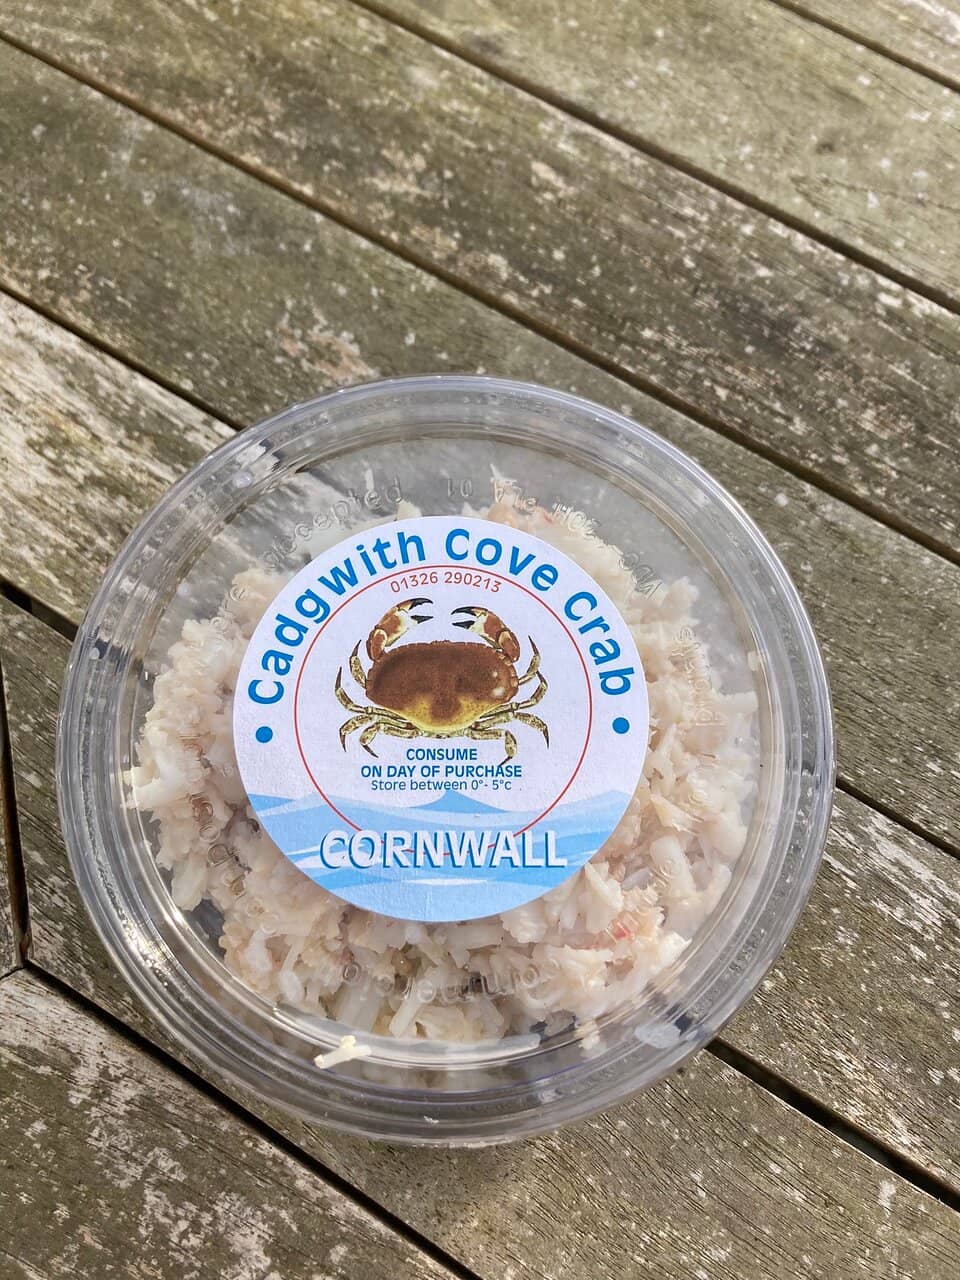 Cadgwith Cove Crab
01326 290213
CONSUME
ON DAY OF PURCHASE
Store between 0°- 5°c
CORNWALL